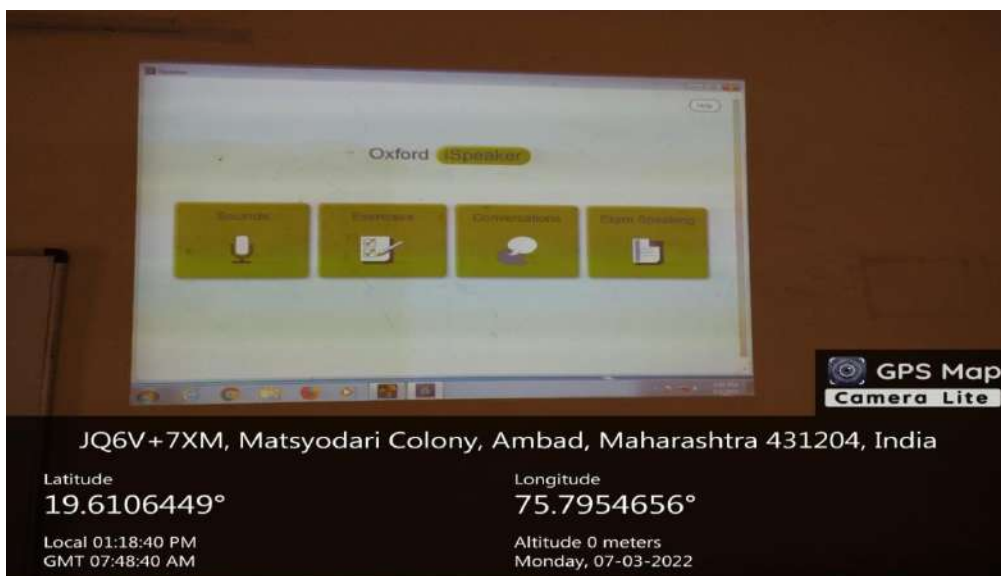 Help
Oxford iSpeaker
Sounds Exercises Conversations Exam Speaking
GPS Map
Camera Lite
JQ6V+7XM, Matsyodari Colony, Ambad, Maharashtra 431204, India
Latitude Longitude
19.6106449° 75.7954656°
Local 01:18:40 PM Altitude 0 meters
GMT 07:48:40 AM Monday, 07-03-2022